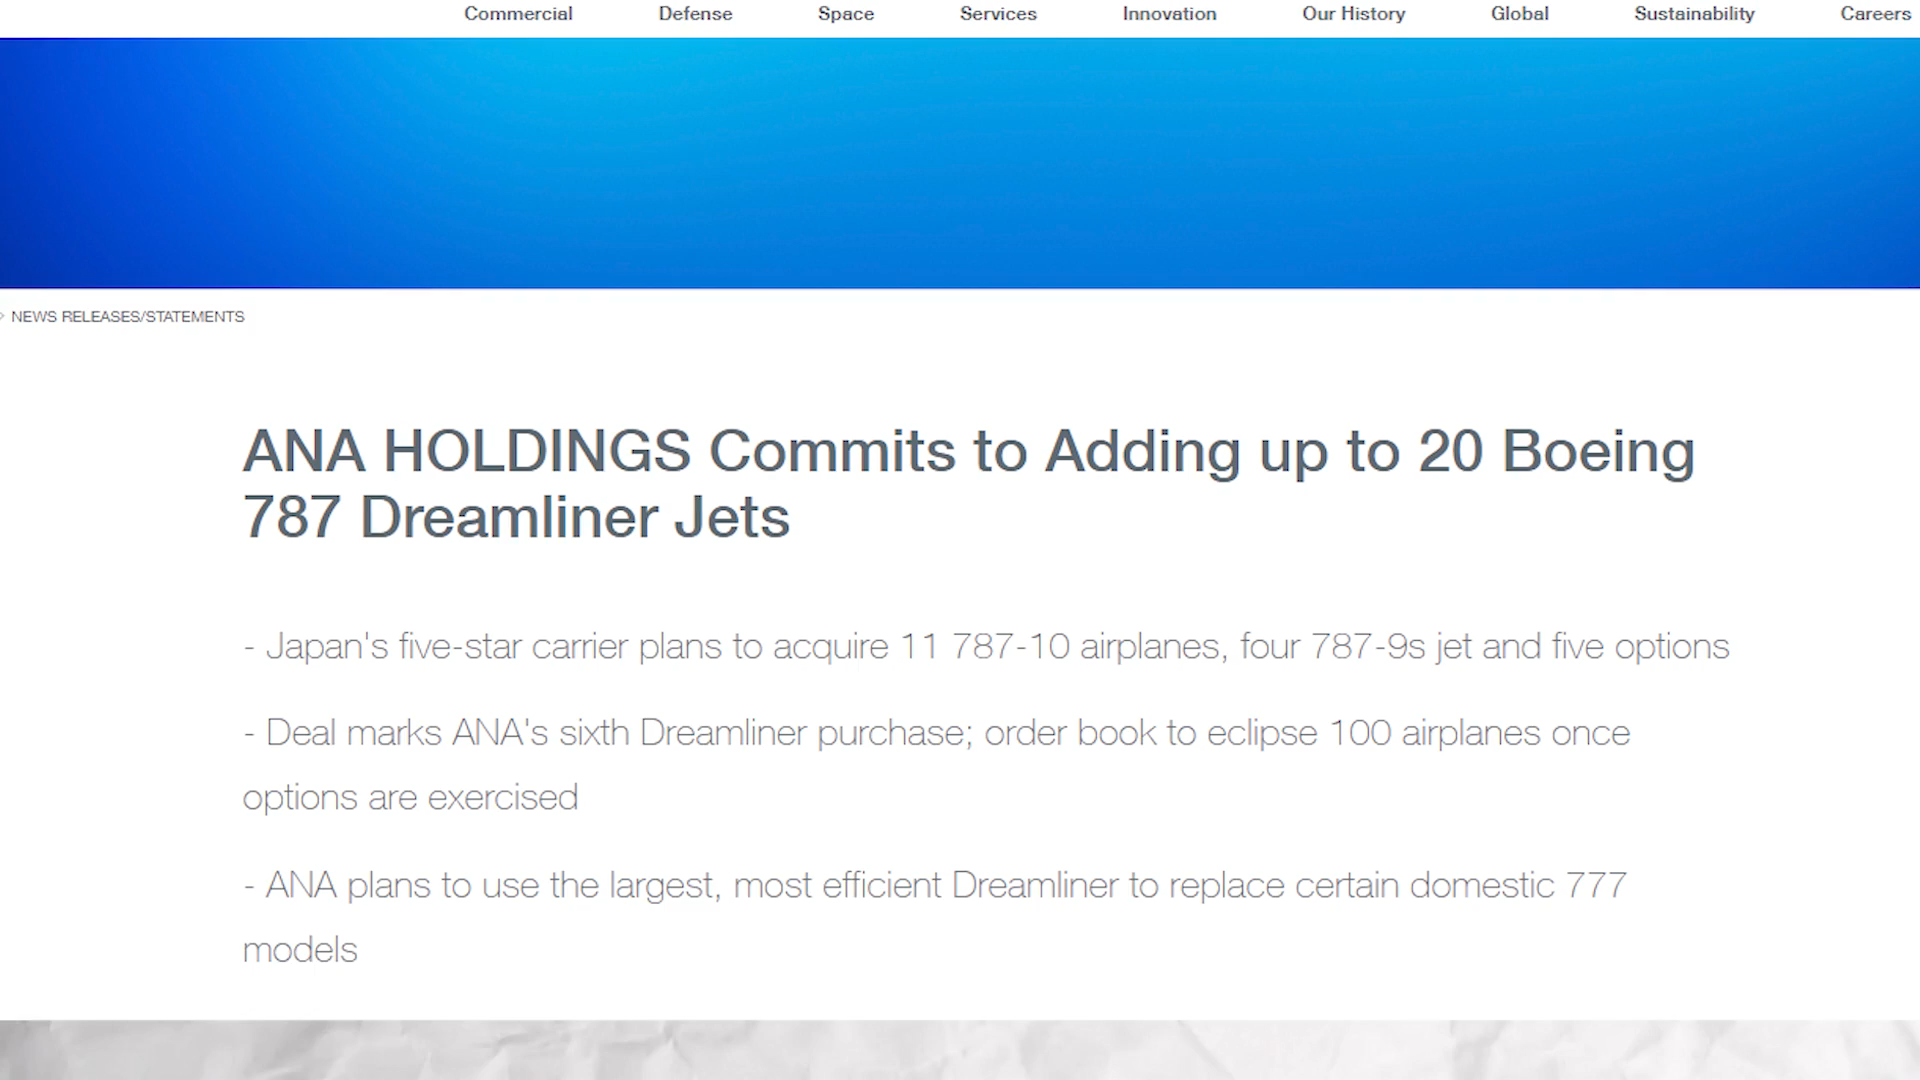 Commercial Defense Space Services Innovation Our History Global Sustainability Careers
NEWS RELEASES/STATEMENTS
ANA HOLDINGS Commits to Adding up to 20 Boeing
787 Dreamliner Jets
- Japan's five-star carrier plans to acquire 11 787-10 airplanes, four 787-9s jet and five options
- Deal marks ANA's sixth Dreamliner purchase; order book to eclipse 100 airplanes once
options are exercised
- ANA plans to use the largest, most efficient Dreamliner to replace certain domestic 777
models